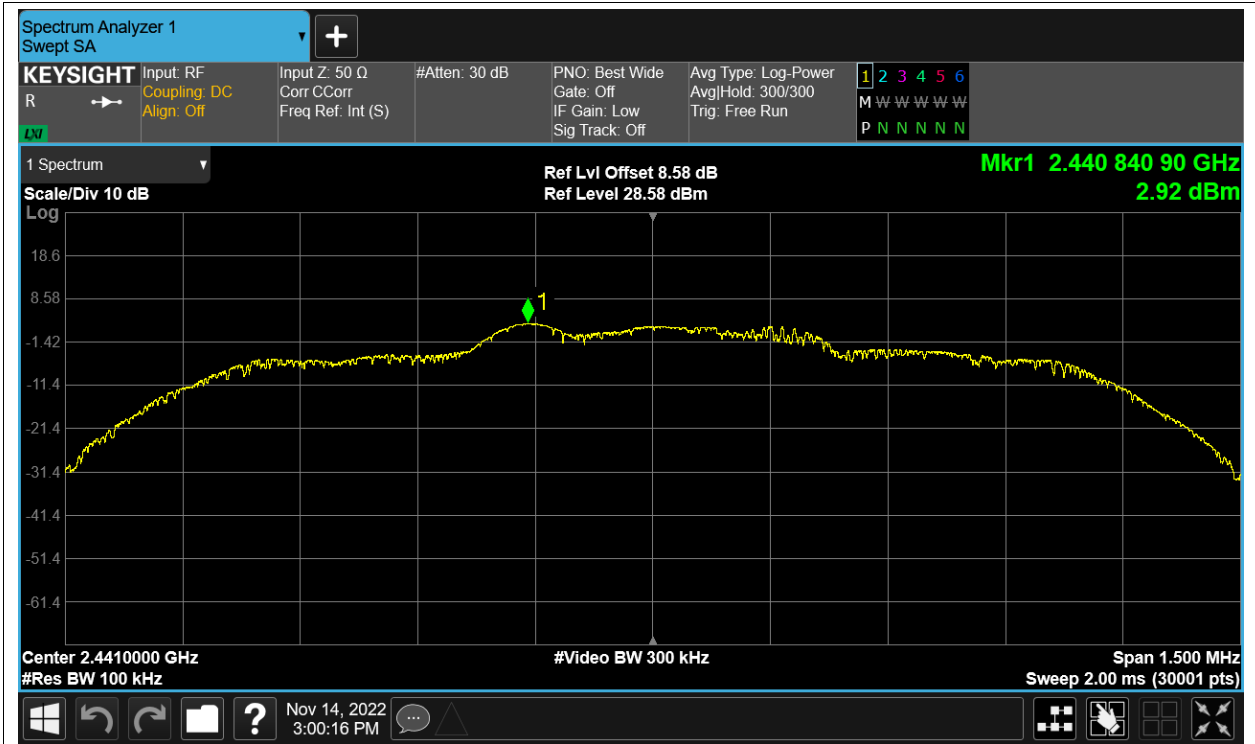 Spectrum Analyzer 1
Swept SA
KEYSIGHT
R
LXI
Input: RF
Coupling: DC
Align: Off
Input Z: 50 Ω
Corr CCorr
Freq Ref: Int (S)
#Atten: 30 dB
PNO: Best Wide
Gate: Off
IF Gain: Low
Sig Track: Off
Avg Type: Log-Power
Avg|Hold: 300/300
Trig: Free Run
1 2 3 4 5 6
M W W W W W
P N N N N N
1 Spectrum
Scale/Div 10 dB
Log
Ref Lvl Offset 8.58 dB
Ref Level 28.58 dBm
Mkr1 2.440 840 90 GHz
2.92 dBm
18.6
8.58
1
-1.42
-11.4
-21.4
-31.4
-41.4
-51.4
-61.4
Center 2.4410000 GHz
#Video BW 300 kHz
Span 1.500 MHz
#Res BW 100 kHz
Sweep 2.00 ms (30001 pts)
?
Nov 14, 2022
3:00:16 PM